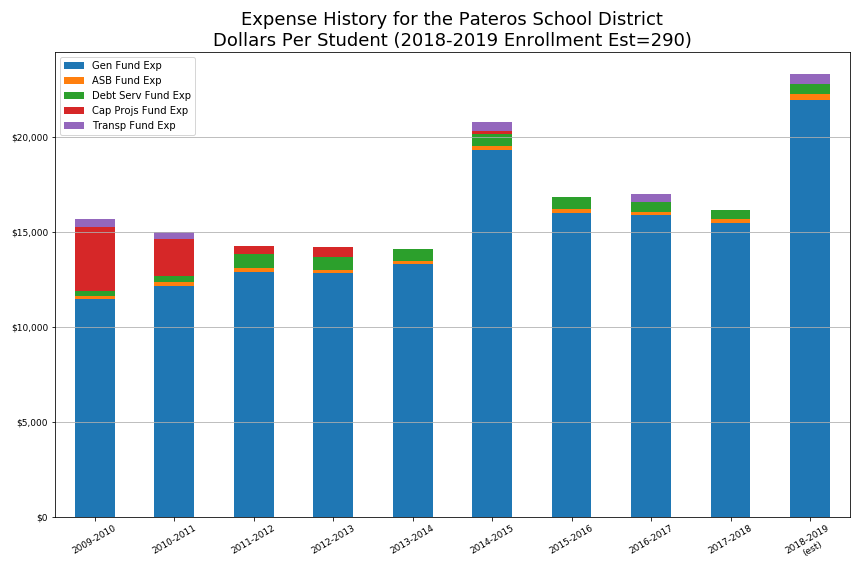 Expense History for the Pateros School District
Dollars Per Student (2018-2019 Enrollment Est=290)
Gen Fund Exp
ASB Fund Exp
Debt Serv Fund Exp
Cap Projs Fund Exp
Transp Fund Exp
$20,000
$15,000
$10,000
$5,000
$0
2009-2010
2010-2011
2011-2012
2012-2013
2013-2014
2014-2015
2015-2016
2016-2017
2017-2018
2018-2019
(est)